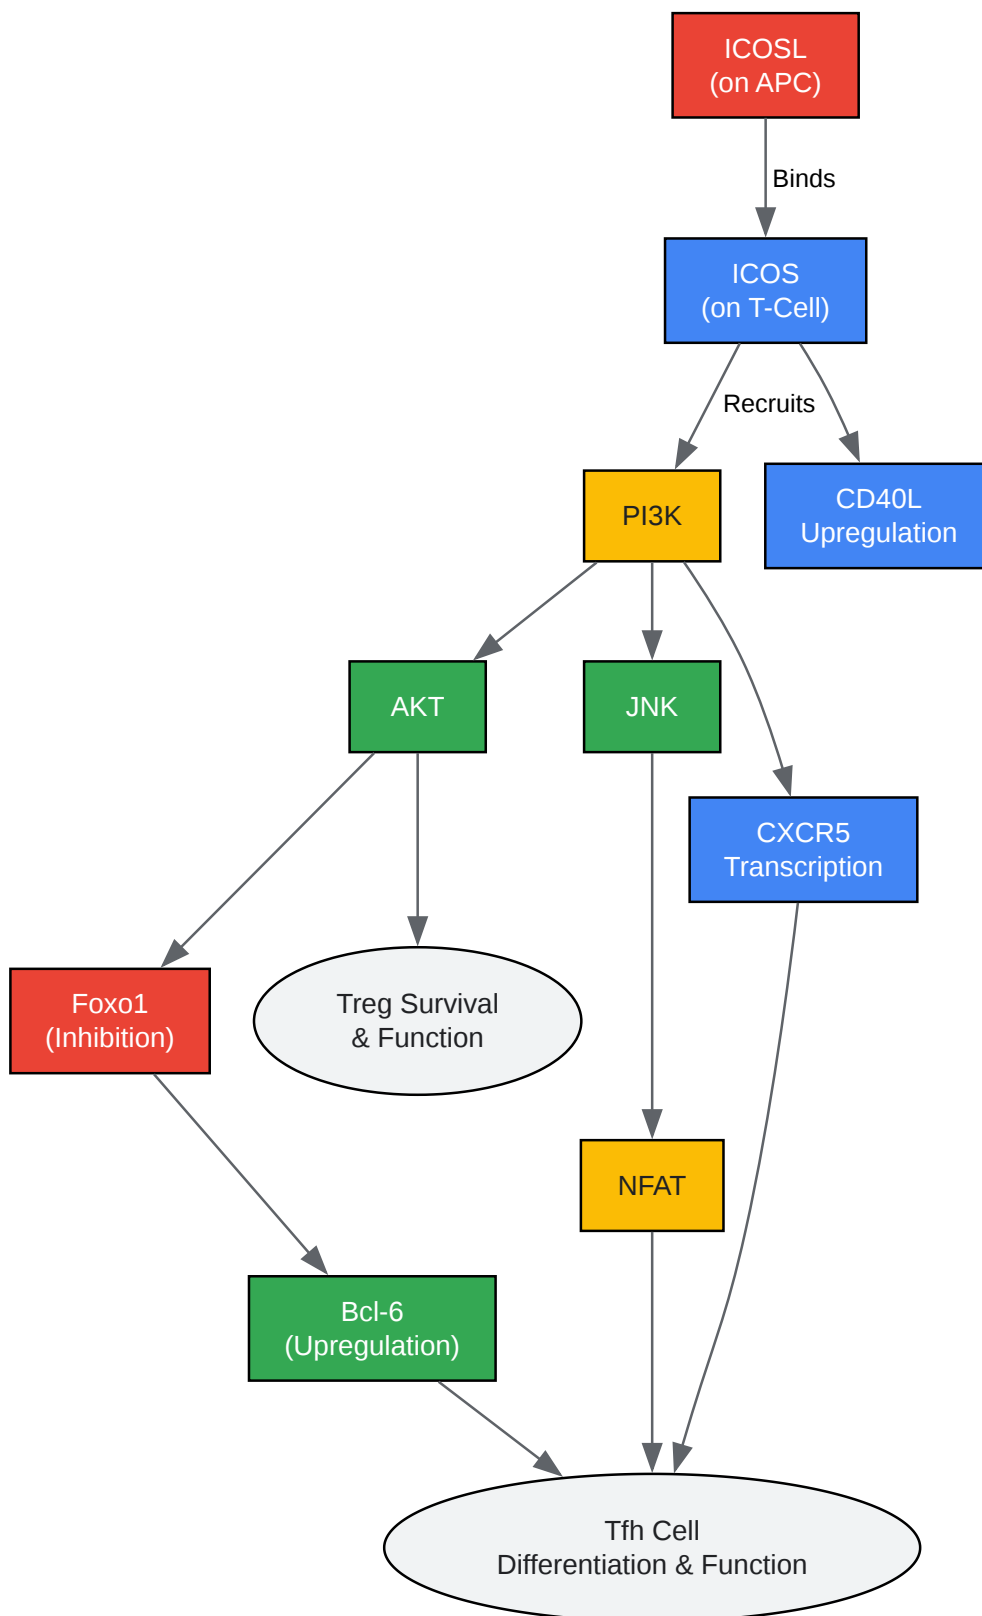 ICOSL
(on APC)
Binds
ICOS
(on T-Cell)
Recruits
CD40L
Upregulation
PI3K
AKT
JNK
CXCR5
Transcription
Foxo1
(Inhibition)
Treg Survival
& Function
NFAT
Bcl-6
(Upregulation)
Tfh Cell
Differentiation & Function